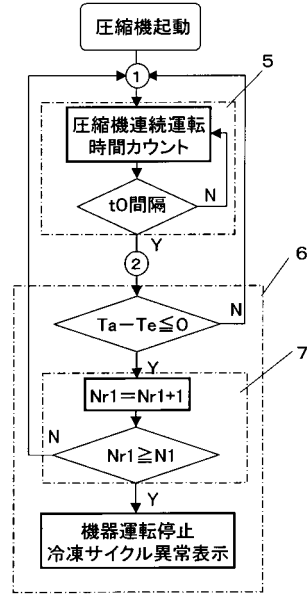 圧縮機起動
1
5
圧縮機連続運転
時間カウント
t0間隔
N
Y
2
6
Ta−Te≦0
N
Y
7
Nr1=Nr1+1
N
Nr1≧N1
Y
機器運転停止
冷凍サイクル異常表示